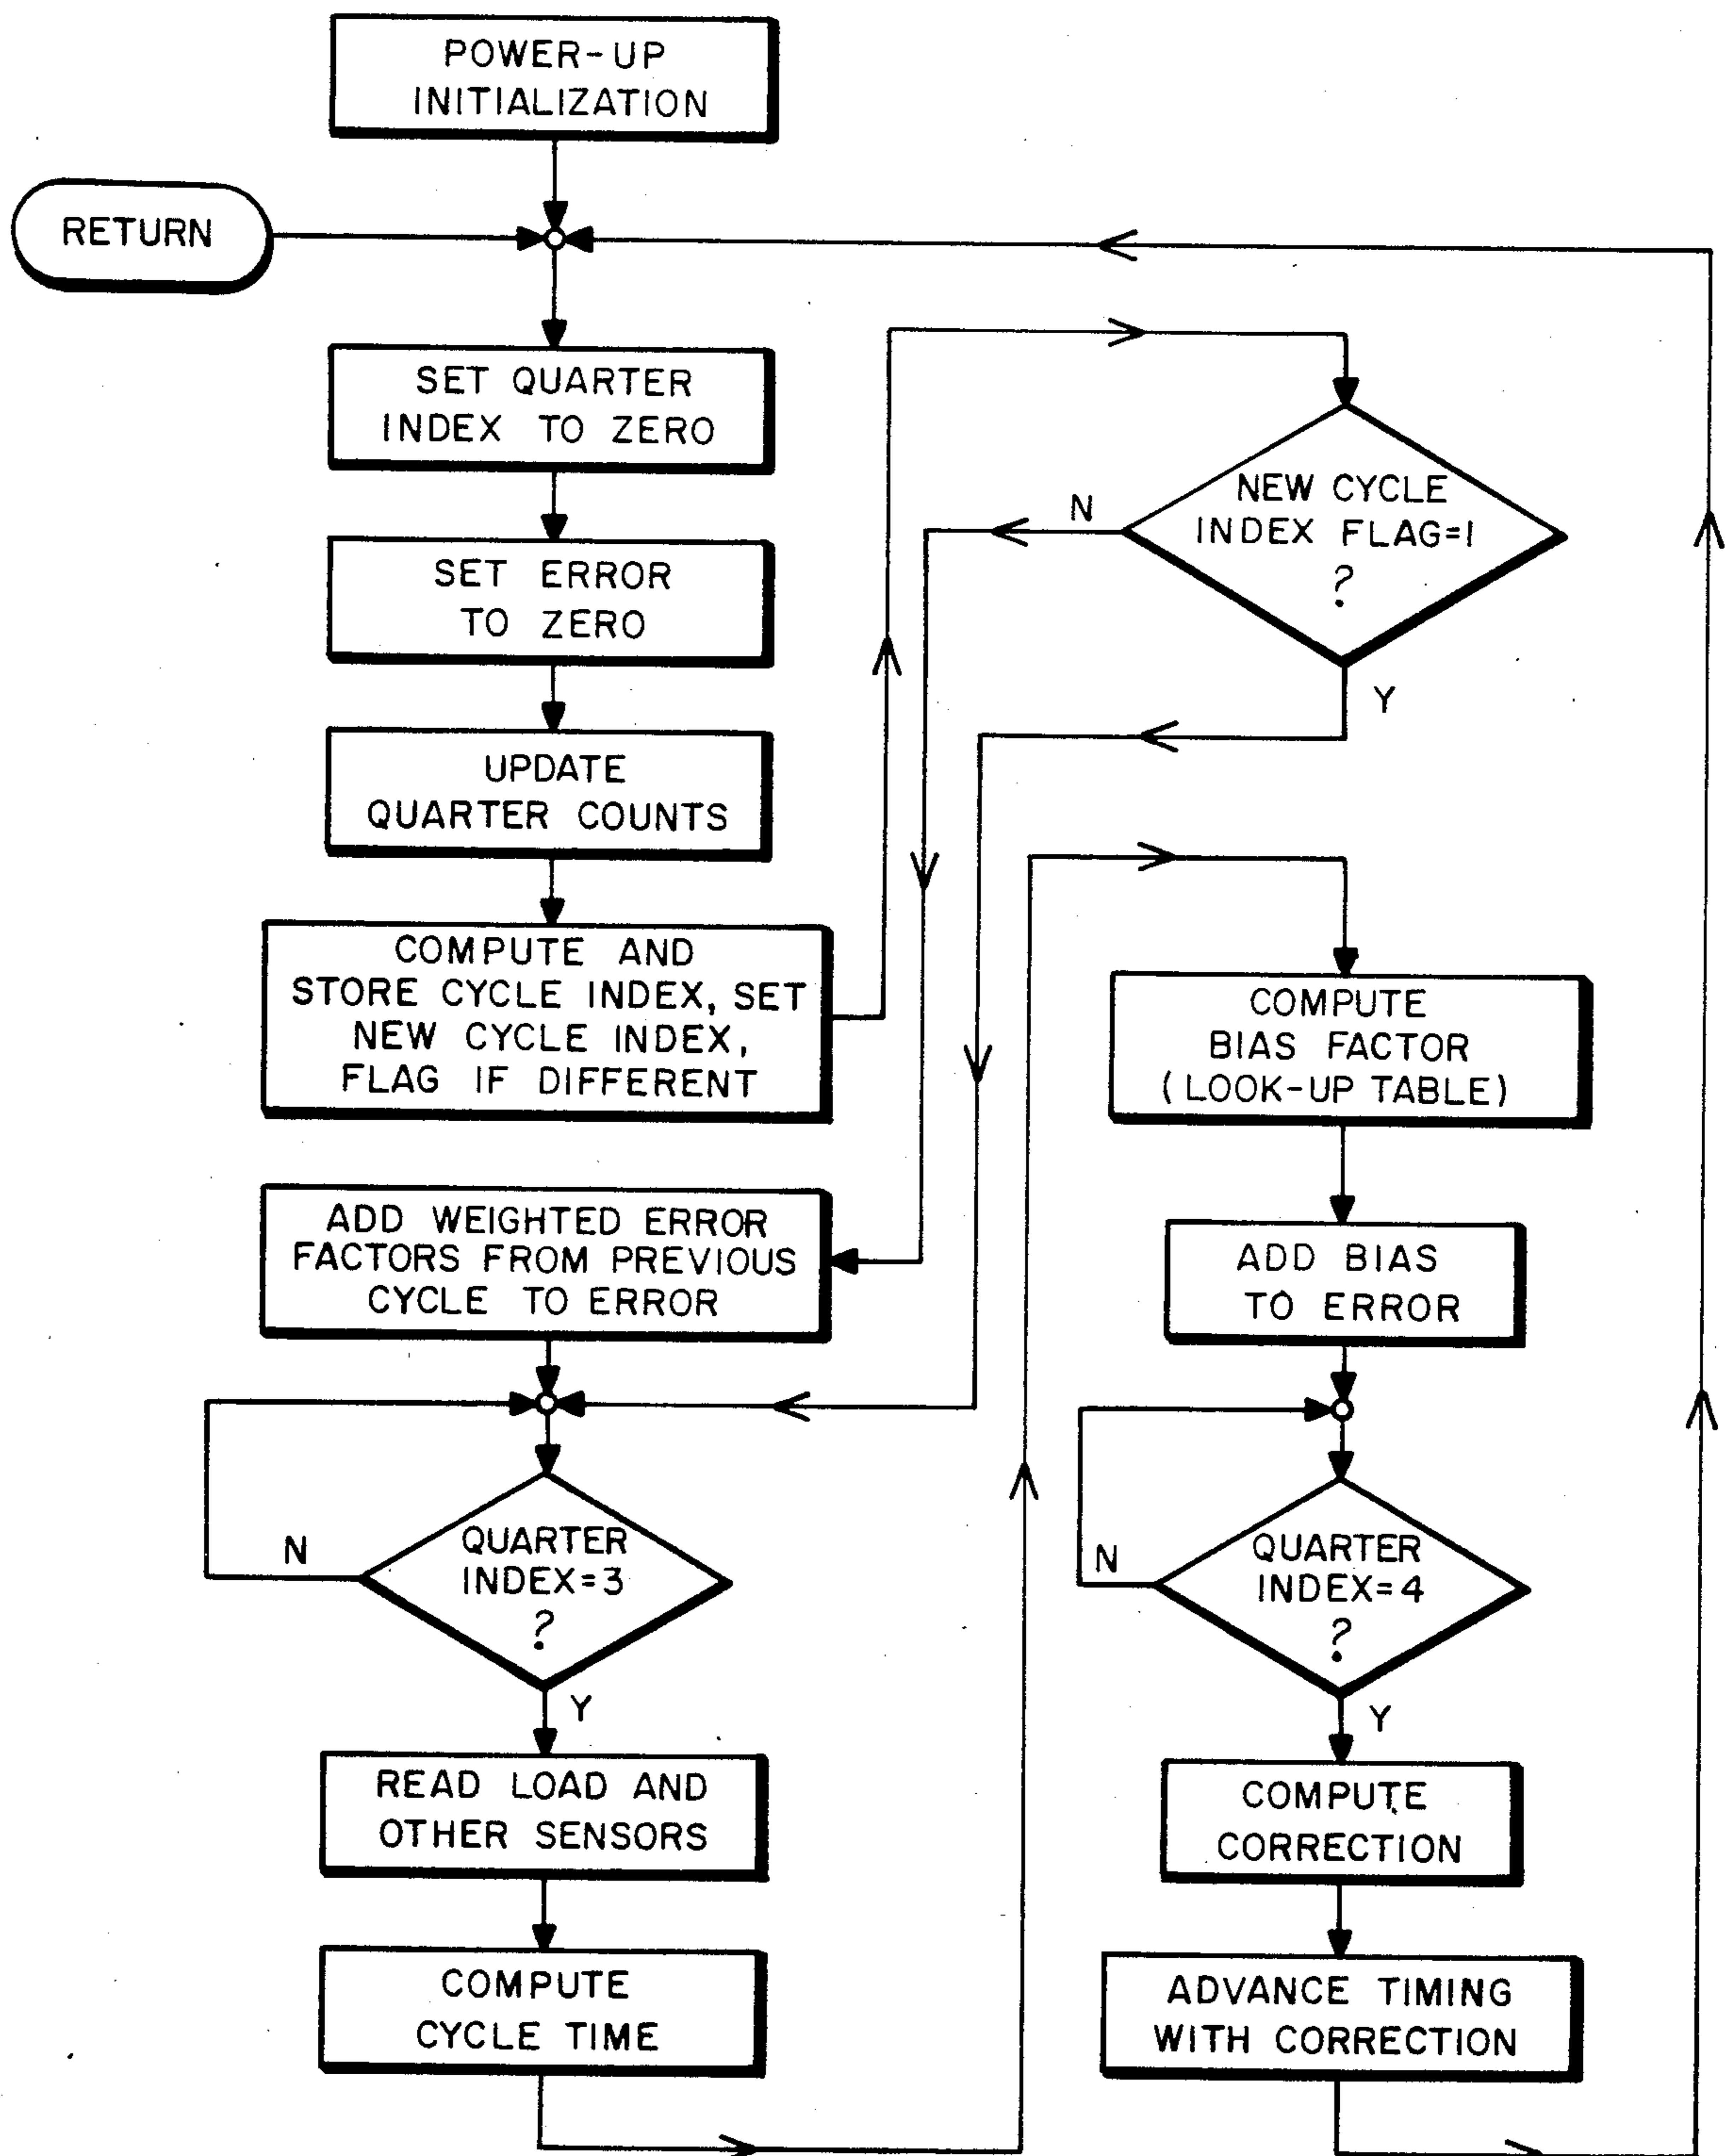 POWER-UP
INITIALIZATION
RETURN
SET QUARTER
INDEX TO ZERO
SET ERROR
TO ZERO
UPDATE
QUARTER COUNTS
COMPUTE AND
STORE CYCLE INDEX, SET
NEW CYCLE INDEX,
FLAG IF DIFFERENT
NEW CYCLE
INDEX FLAG=1
?
N
Y
ADD WEIGHTED ERROR
FACTORS FROM PREVIOUS
CYCLE TO ERROR
QUARTER
INDEX=3
?
N
Y
READ LOAD AND
OTHER SENSORS
COMPUTE
CYCLE TIME
COMPUTE
BIAS FACTOR
(LOOK-UP TABLE)
ADD BIAS
TO ERROR
QUARTER
INDEX=4
?
N
Y
COMPUTE
CORRECTION
ADVANCE TIMING
WITH CORRECTION